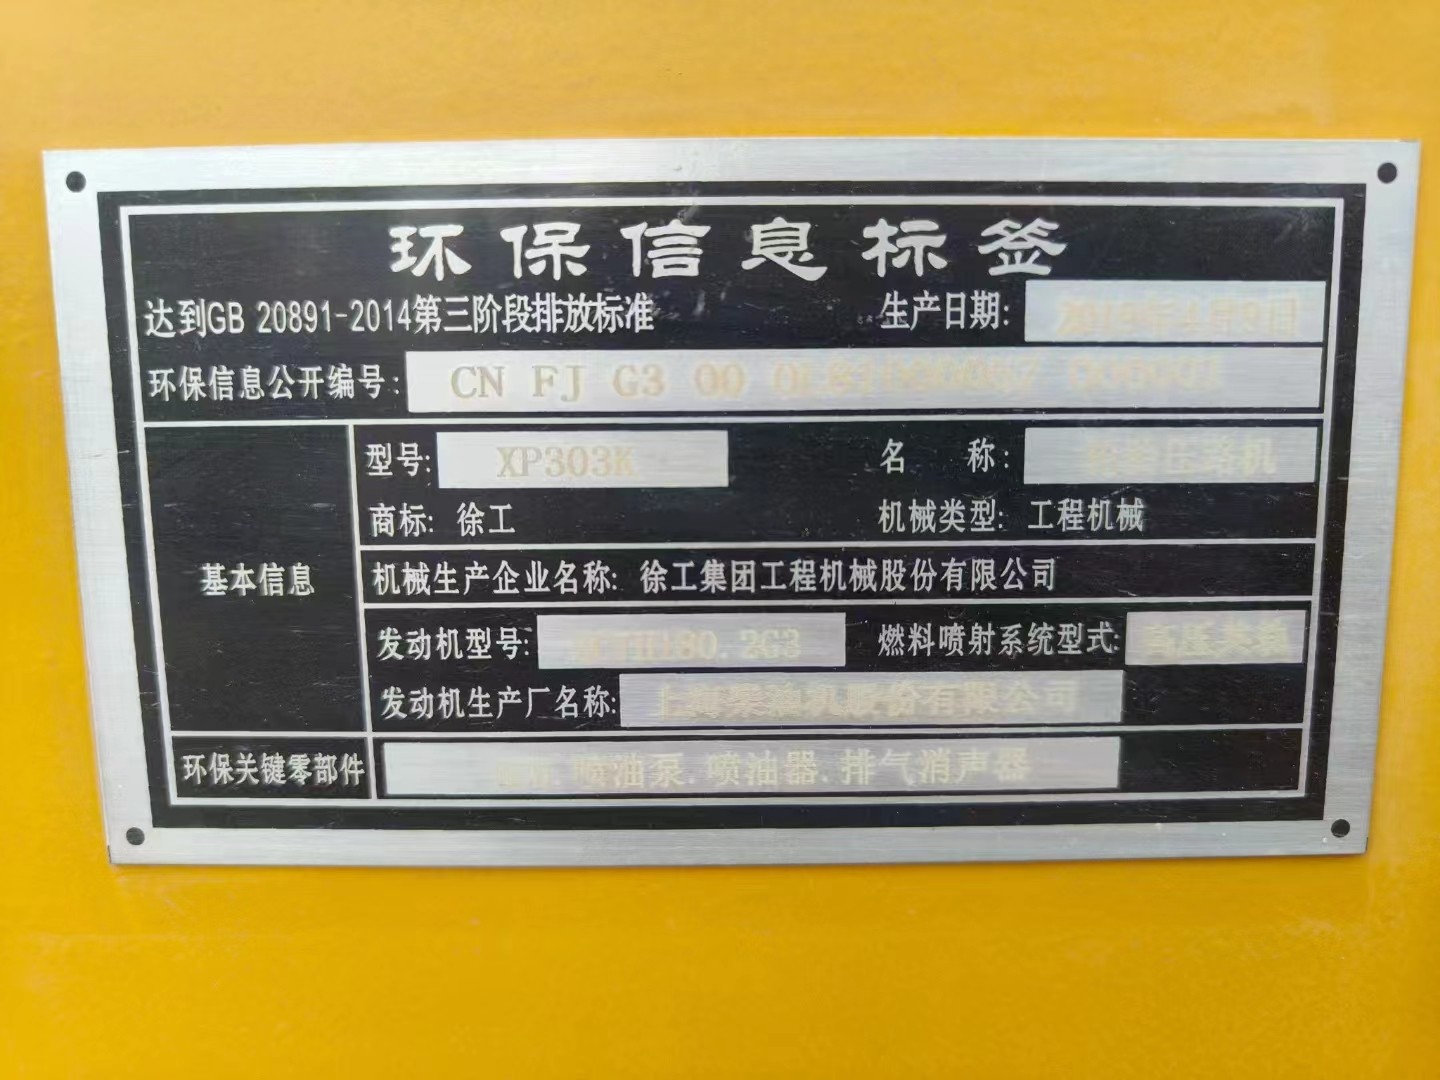 环保信息标签
达到GB 20891-2014第三阶段排放标准 生产日期:
环保信息公开编号: CN FJ G3 00
型号: XP303K 名 称:
商标: 徐工 机械类型: 工程机械
基本信息
机械生产企业名称: 徐工集团工程机械股份有限公司
发动机型号: 燃料喷射系统型式:
发动机生产厂名称: 股份有限公司
环保关键零部件 .喷油泵.喷油器.排气消声器